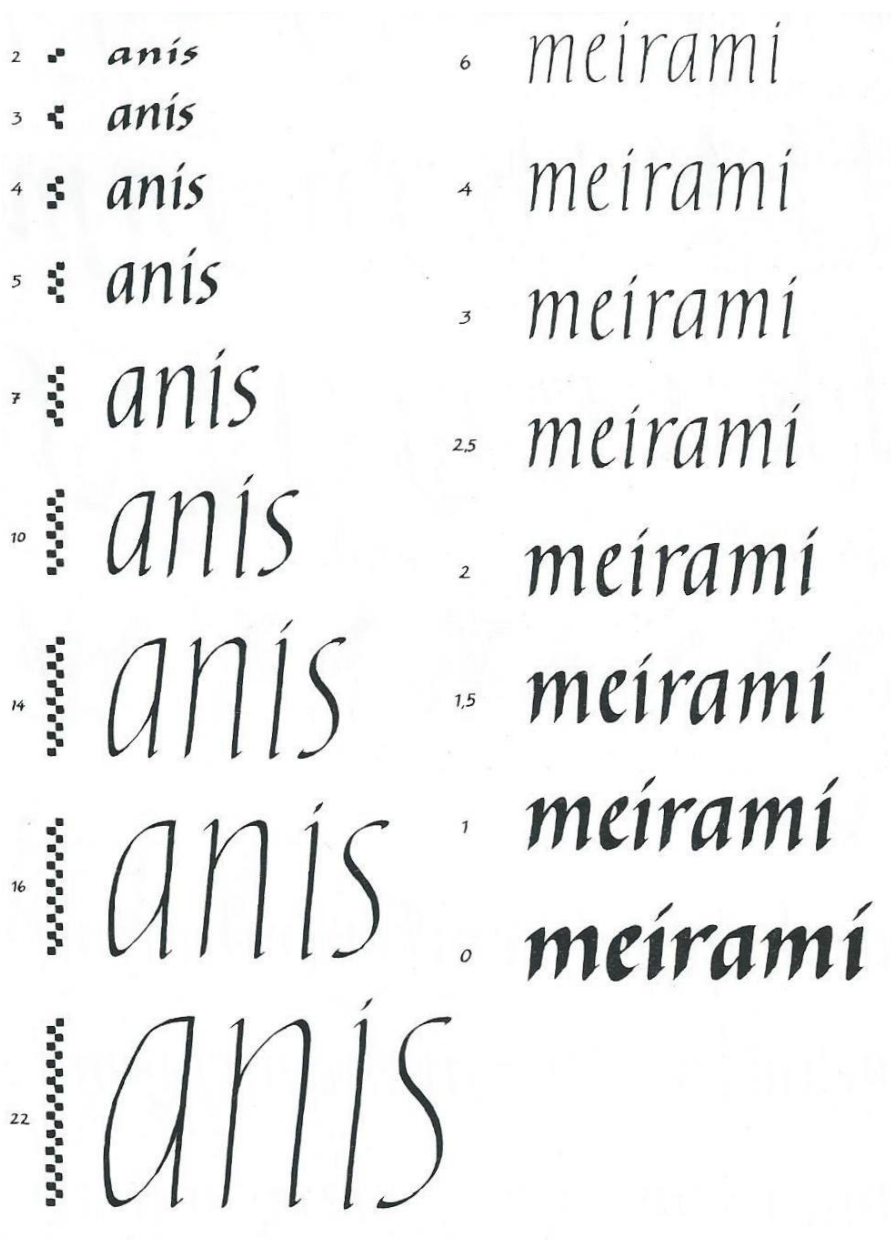 2 anis
3 anis
4 anis
5 anis
7 anis
10 anis
14 anis
16 anis
22 anis
6 meirami
4 meirami
3 meirami
2,5 meirami
2 meirami
1,5 meirami
1 meirami
0 meirami